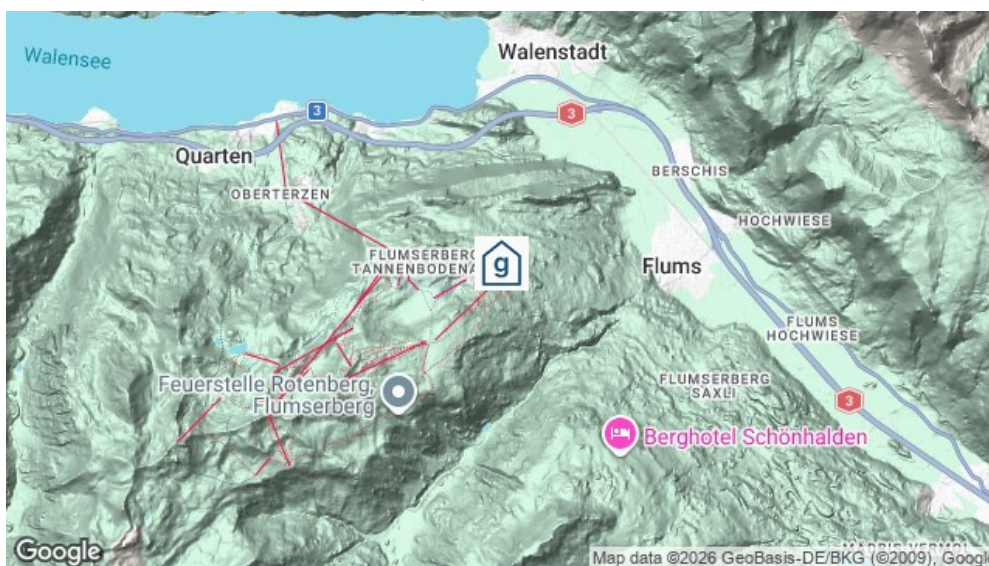 Walenstadt
Walensee
3
3
Quarten
BERSCHIS
OBERTERZEN
HOCHWIESE
FLUMSERBERG
TANNENBODENA
g
Flums
FLUMS
HOCHWIESE
Feuerstelle Rotenberg,
Flumserberg
FLUMSERBERG
SAXLI
3
Berghotel Schönhalden
Google
Map data ©2026 GeoBasis-DE/BKG (©2009), Googl